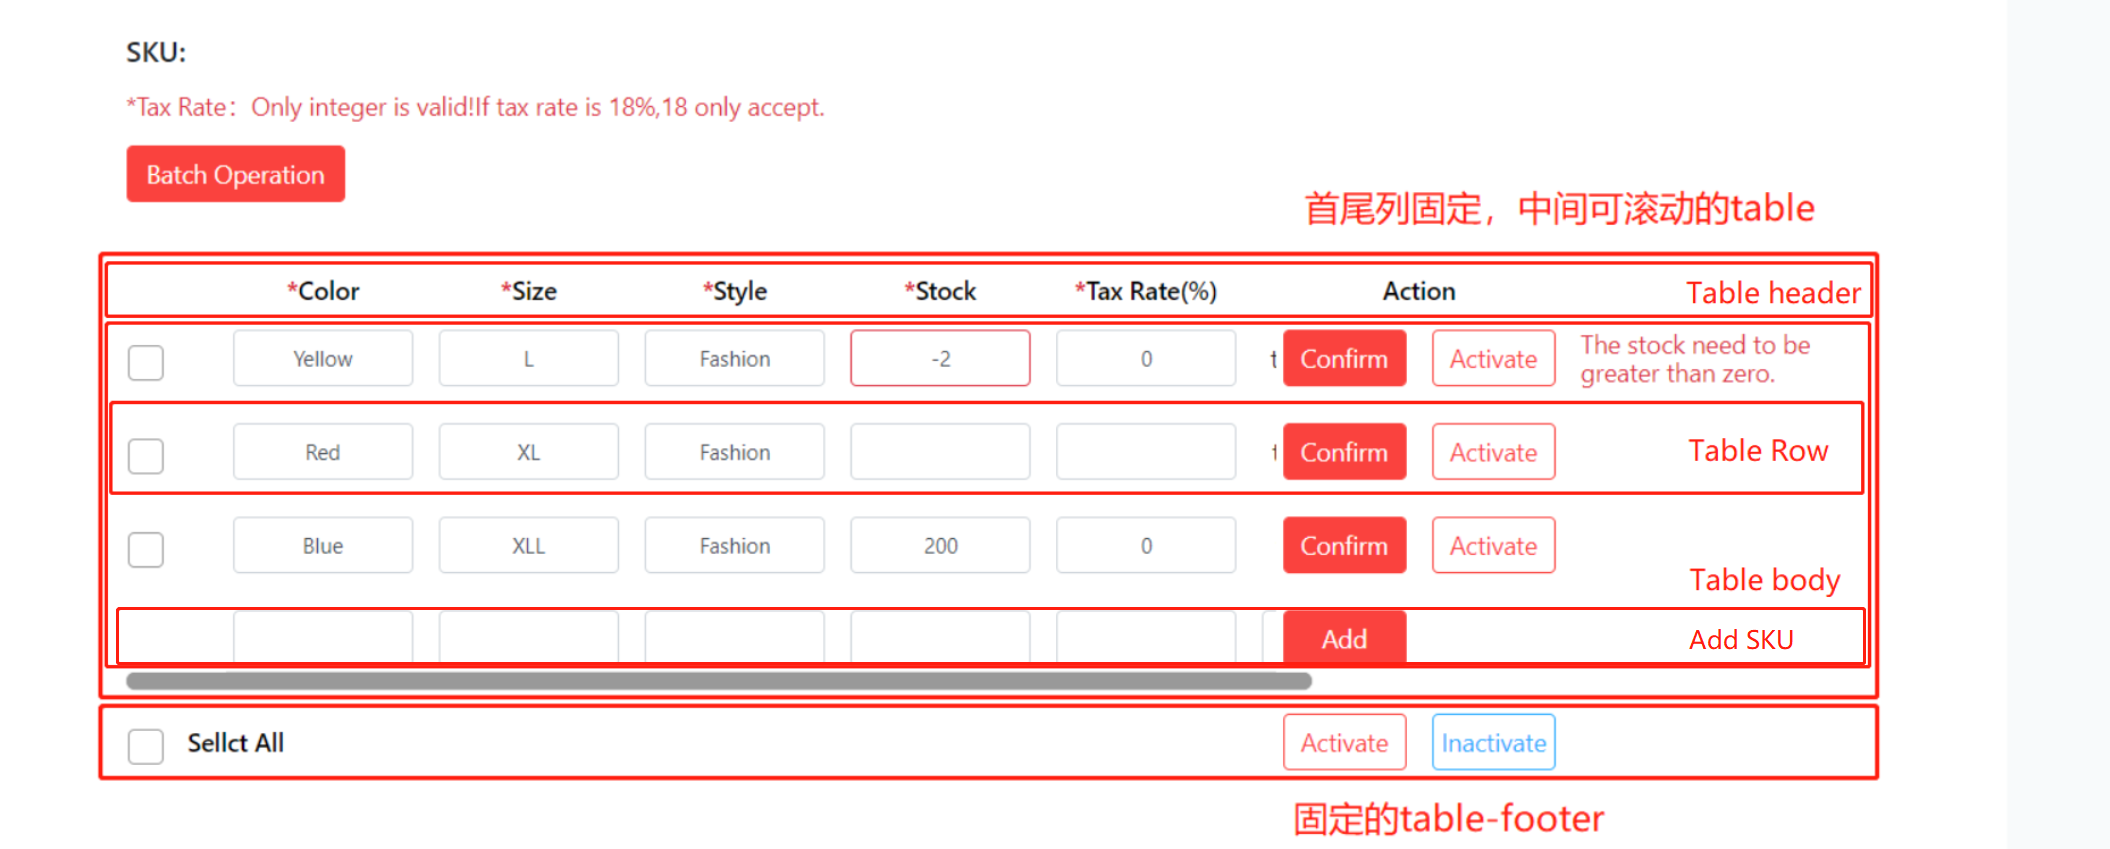 SKU:
*Tax Rate：Only integer is valid!If tax rate is 18%,18 only accept.
Batch Operation
首尾列固定，中间可滚动的table
*Color *Size *Style *Stock *Tax Rate(%) Action Table header
Yellow L Fashion -2 0 t Confirm Activate The stock need to be
greater than zero.
Red XL Fashion Confirm Activate Table Row
Blue XLL Fashion 200 0 Confirm Activate
Table body
Add Add SKU
Sellct All Activate Inactivate
固定的table-footer